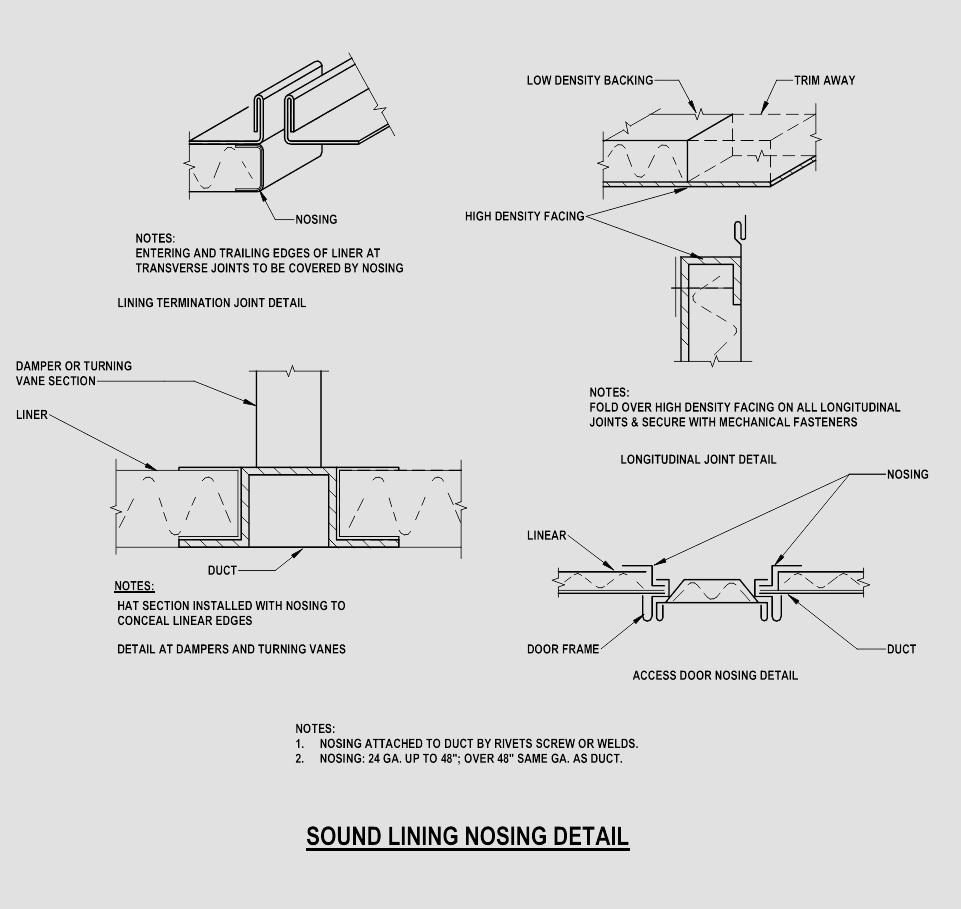 LOW DENSITY BACKING
TRIM AWAY
NOSING
HIGH DENSITY FACING
NOTES:
ENTERING AND TRAILING EDGES OF LINER AT
TRANSVERSE JOINTS TO BE COVERED BY NOSING
LINING TERMINATION JOINT DETAIL
DAMPER OR TURNING
VANE SECTION
LINER
NOTES:
FOLD OVER HIGH DENSITY FACING ON ALL LONGITUDINAL
JOINTS & SECURE WITH MECHANICAL FASTENERS
LONGITUDINAL JOINT DETAIL
DUCT
NOTES:
HAT SECTION INSTALLED WITH NOSING TO
CONCEAL LINEAR EDGES
DETAIL AT DAMPERS AND TURNING VANES
NOSING
LINEAR
DOOR FRAME
DUCT
ACCESS DOOR NOSING DETAIL
NOTES:
1. NOSING ATTACHED TO DUCT BY RIVETS SCREW OR WELDS.
2. NOSING: 24 GA. UP TO 48"; OVER 48" SAME GA. AS DUCT.
SOUND LINING NOSING DETAIL